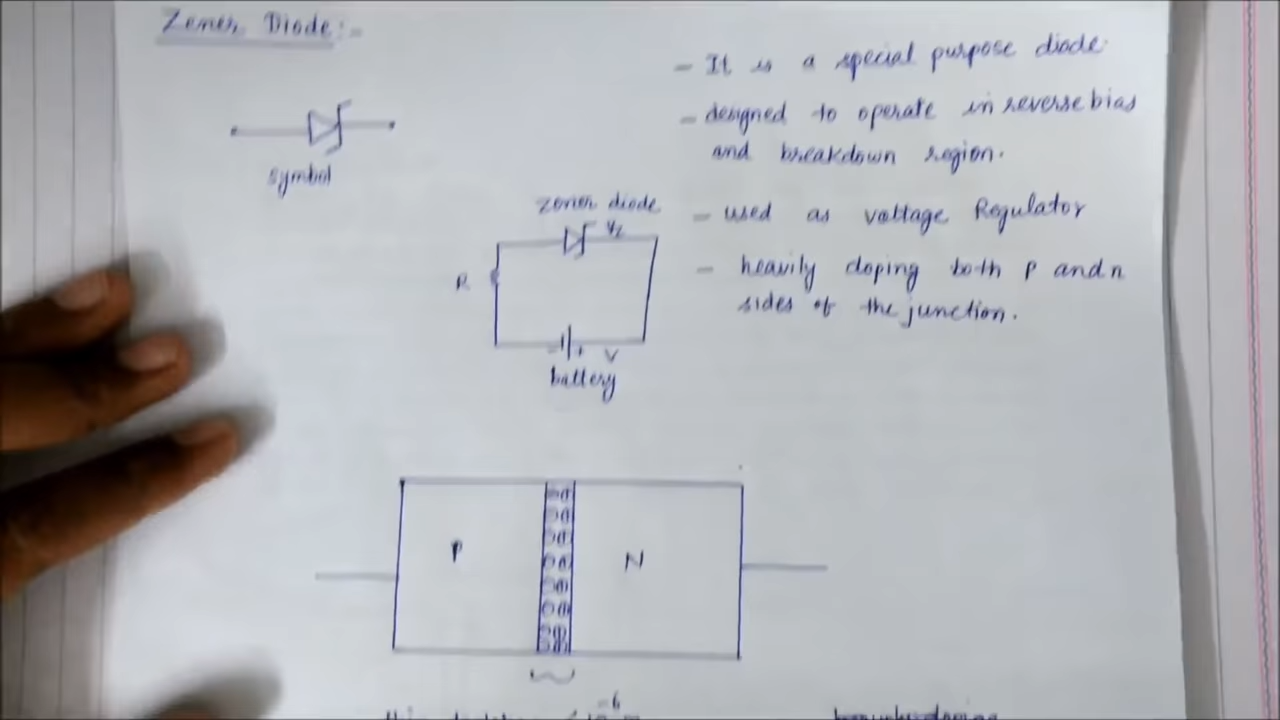 Zener Diode:-
symbol
- It is a special purpose diode.
- designed to operate in reverse bias
and breakdown region.
- used as voltage Regulator
- heavily doping both P and n
sides of the junction.
zener diode
Vz
R
- +
V
battery
P
N
-6